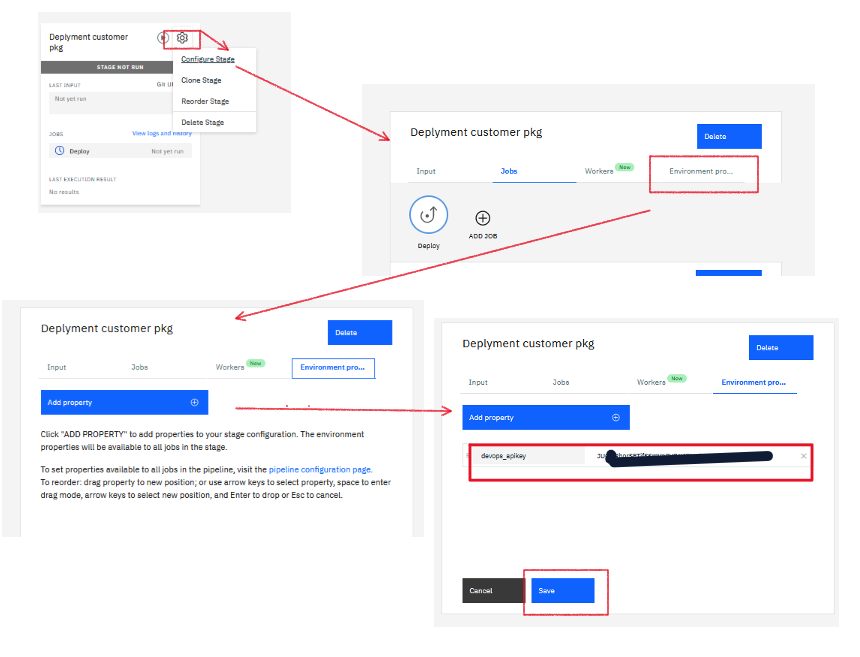 Deplyment customer
pkg
STAGE NOT RUN
Configure Stage
Clone Stage
Reorder Stage
Delete Stage
LAST INPUT
Not yet run
JOBS
View logs and history
Deploy
Not yet run
LAST EXECUTION RESULT
No results
Deplyment customer pkg
Delete
Input
Jobs
Workers
New
Environment pro...
Deploy
ADD JOB
Deplyment customer pkg
Delete
Input
Jobs
Workers
New
Environment pro...
Add property
Click "ADD PROPERTY" to add properties to your stage configuration. The environment
properties will be available to all jobs in the stage.
To set properties available to all jobs in the pipeline, visit the pipeline configuration page.
To reorder: drag property to new position; or use arrow keys to select property, space to enter
drag mode, arrow keys to select new position, and Enter to drop or Esc to cancel.
Deplyment customer pkg
Delete
Input
Jobs
Workers
New
Environment pro...
Add property
devops_apikey
Cancel
Save